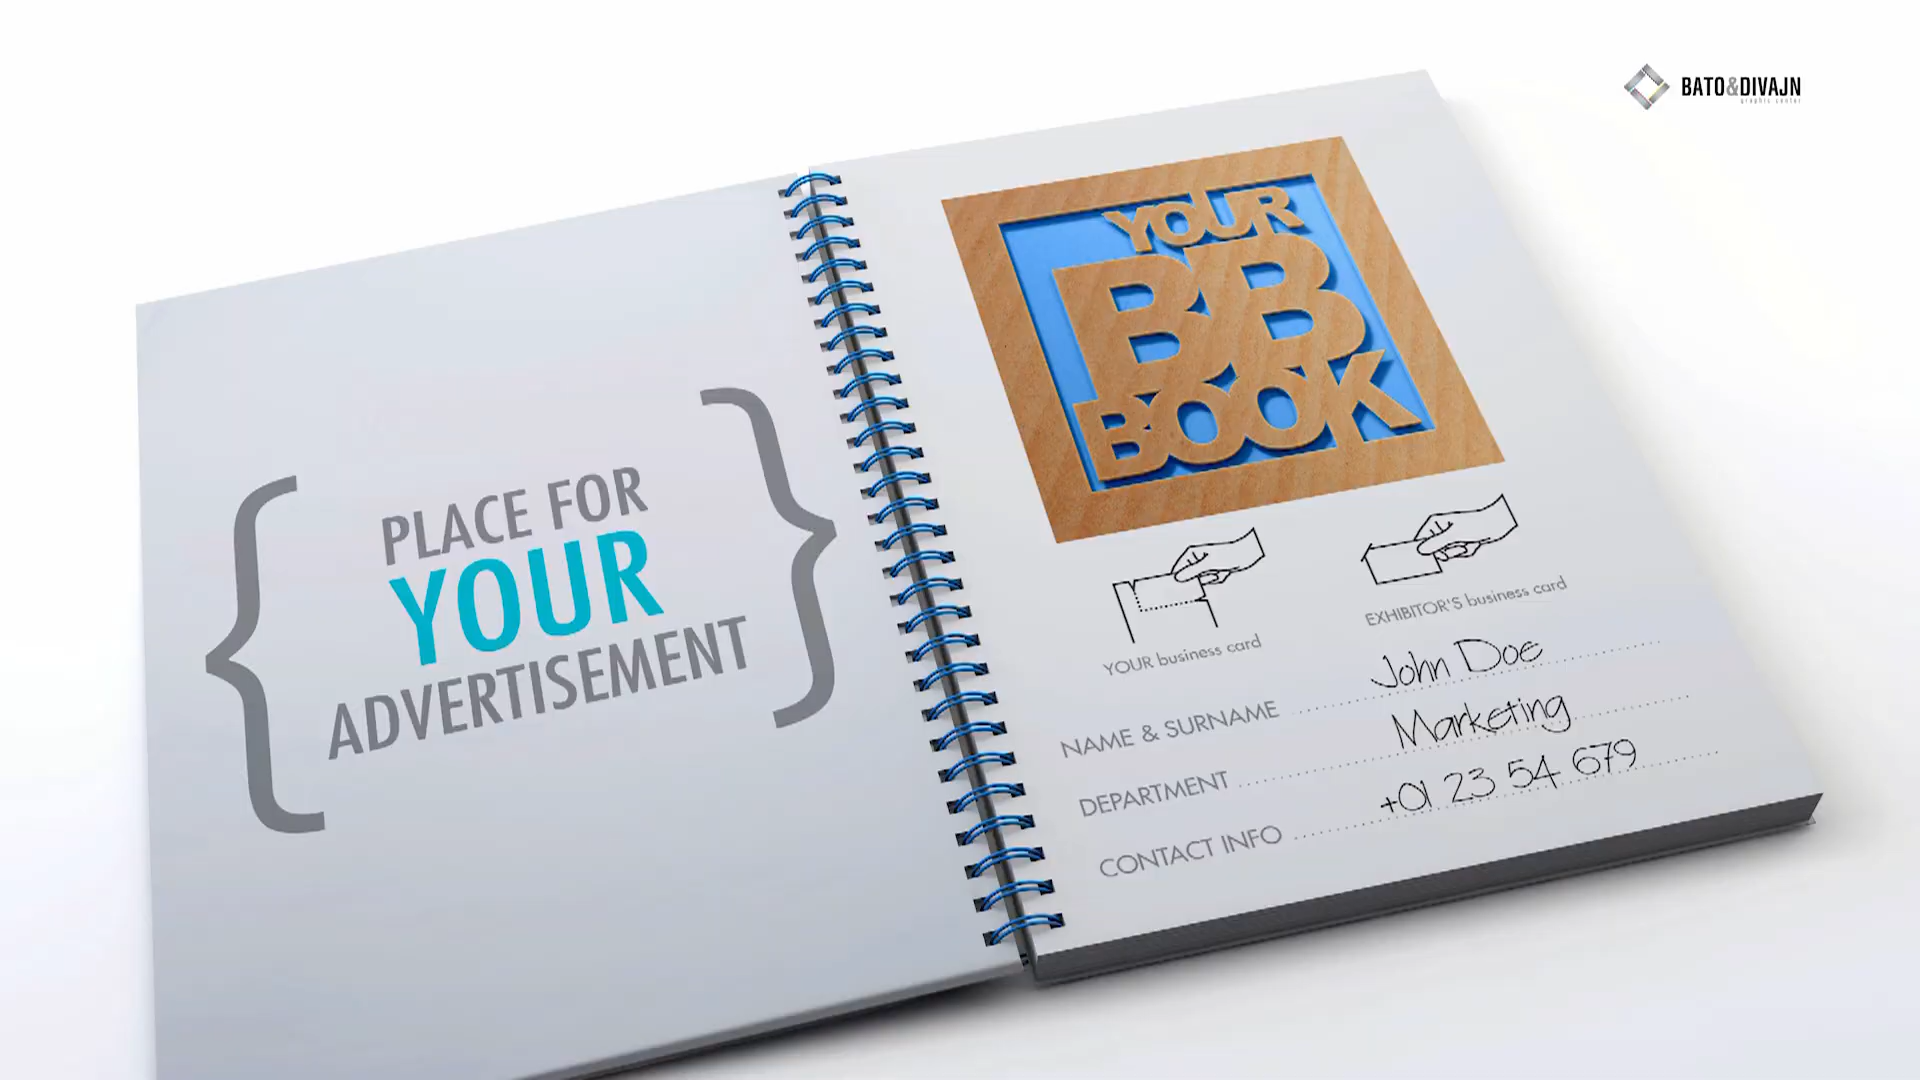 BATO&DIVAJN
graphic center
PLACE FOR
YOUR
ADVERTISEMENT
YOUR
BB
BOOK
YOUR business card
EXHIBITOR'S business card
NAME & SURNAME John Doe
DEPARTMENT Marketing
CONTACT INFO +01 23 54 679